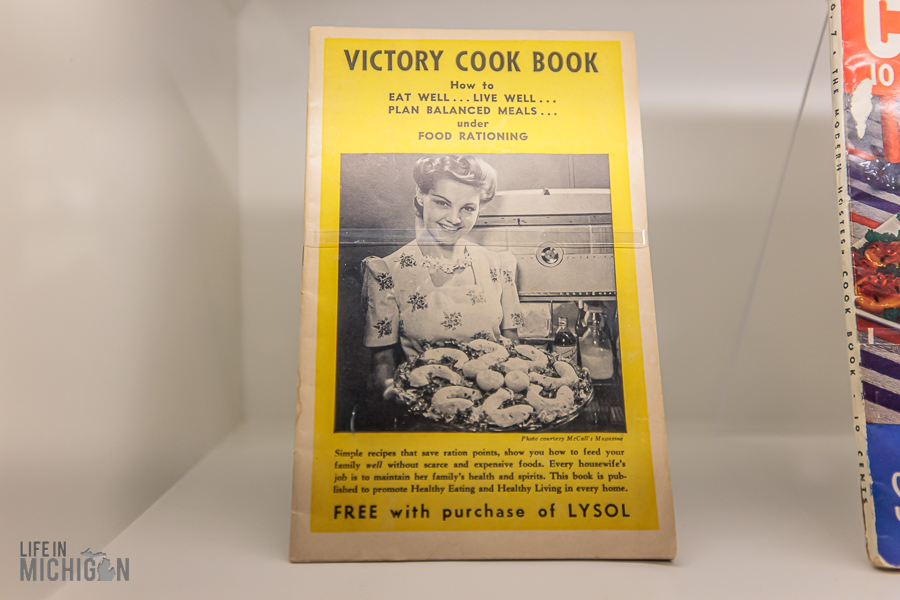 VICTORY COOK BOOK
How to
EAT WELL...LIVE WELL...
PLAN BALANCED MEALS...
under
FOOD RATIONING
Photo courtesy McCall's Magazine
Simple recipes that save ration points, show you how to feed your
family well without scarce and expensive foods. Every housewife's
job is to maintain her family's health and spirits. This book is pub-
lished to promote Healthy Eating and Healthy Living in every home.
FREE with purchase of LYSOL
7 • THE MODERN HOSTESS COOK BOOK • 10 CENTS
C
10
S
LIFE IN
MICHIGAN